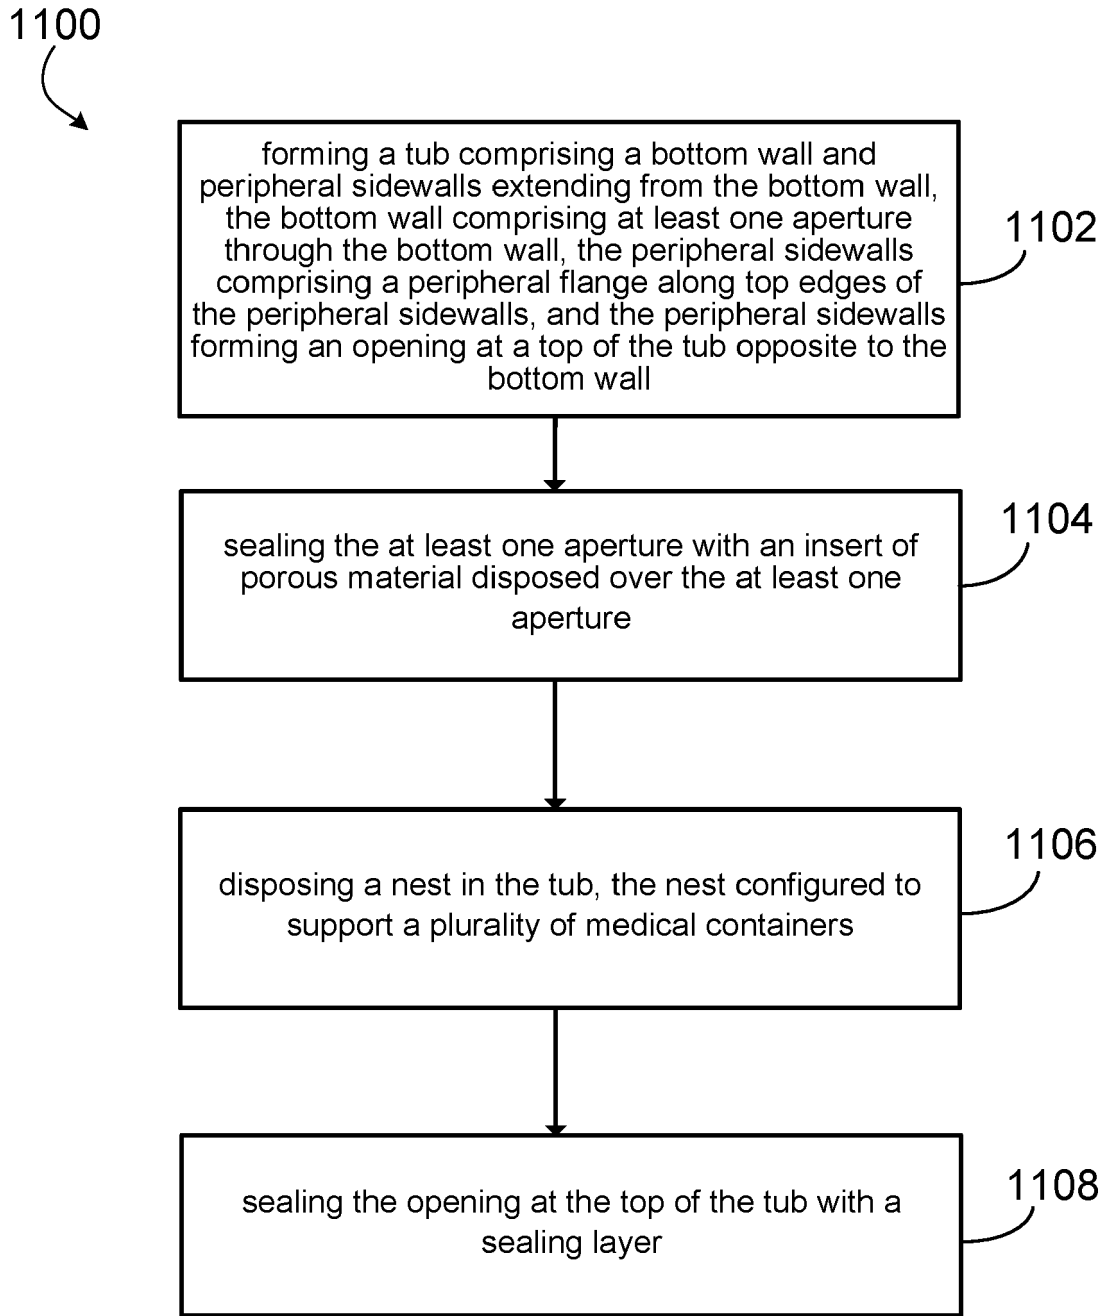 1100
forming a tub comprising a bottom wall and
peripheral sidewalls extending from the bottom wall,
the bottom wall comprising at least one aperture
through the bottom wall, the peripheral sidewalls
comprising a peripheral flange along top edges of
the peripheral sidewalls, and the peripheral sidewalls
forming an opening at a top of the tub opposite to the
bottom wall
1102
sealing the at least one aperture with an insert of
porous material disposed over the at least one
aperture
1104
disposing a nest in the tub, the nest configured to
support a plurality of medical containers
1106
sealing the opening at the top of the tub with a
sealing layer
1108